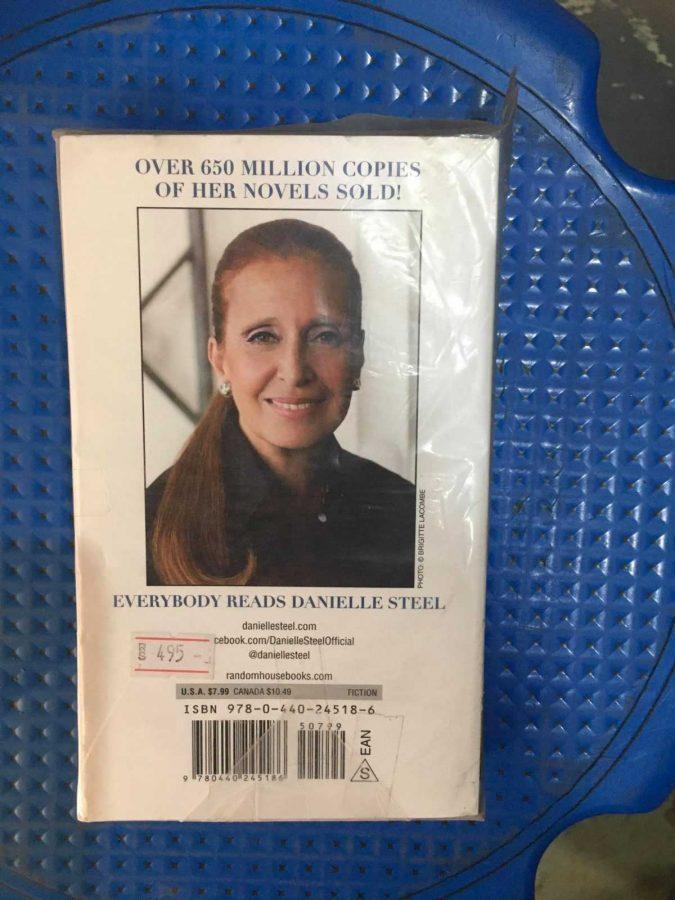 OVER 650 MILLION COPIES
OF HER NOVELS SOLD!
PHOTO: © BRIGITTE LACOMBE
EVERYBODY READS DANIELLE STEEL
daniellesteel.com
cebook.com/DanielleSteelOfficial
@daniellesteel
495 -
randomhousebooks.com
U.S.A. $7.99 CANADA $10.49 FICTION
ISBN 978-0-440-24518-6
50799
9 780440 245186
EAN
S